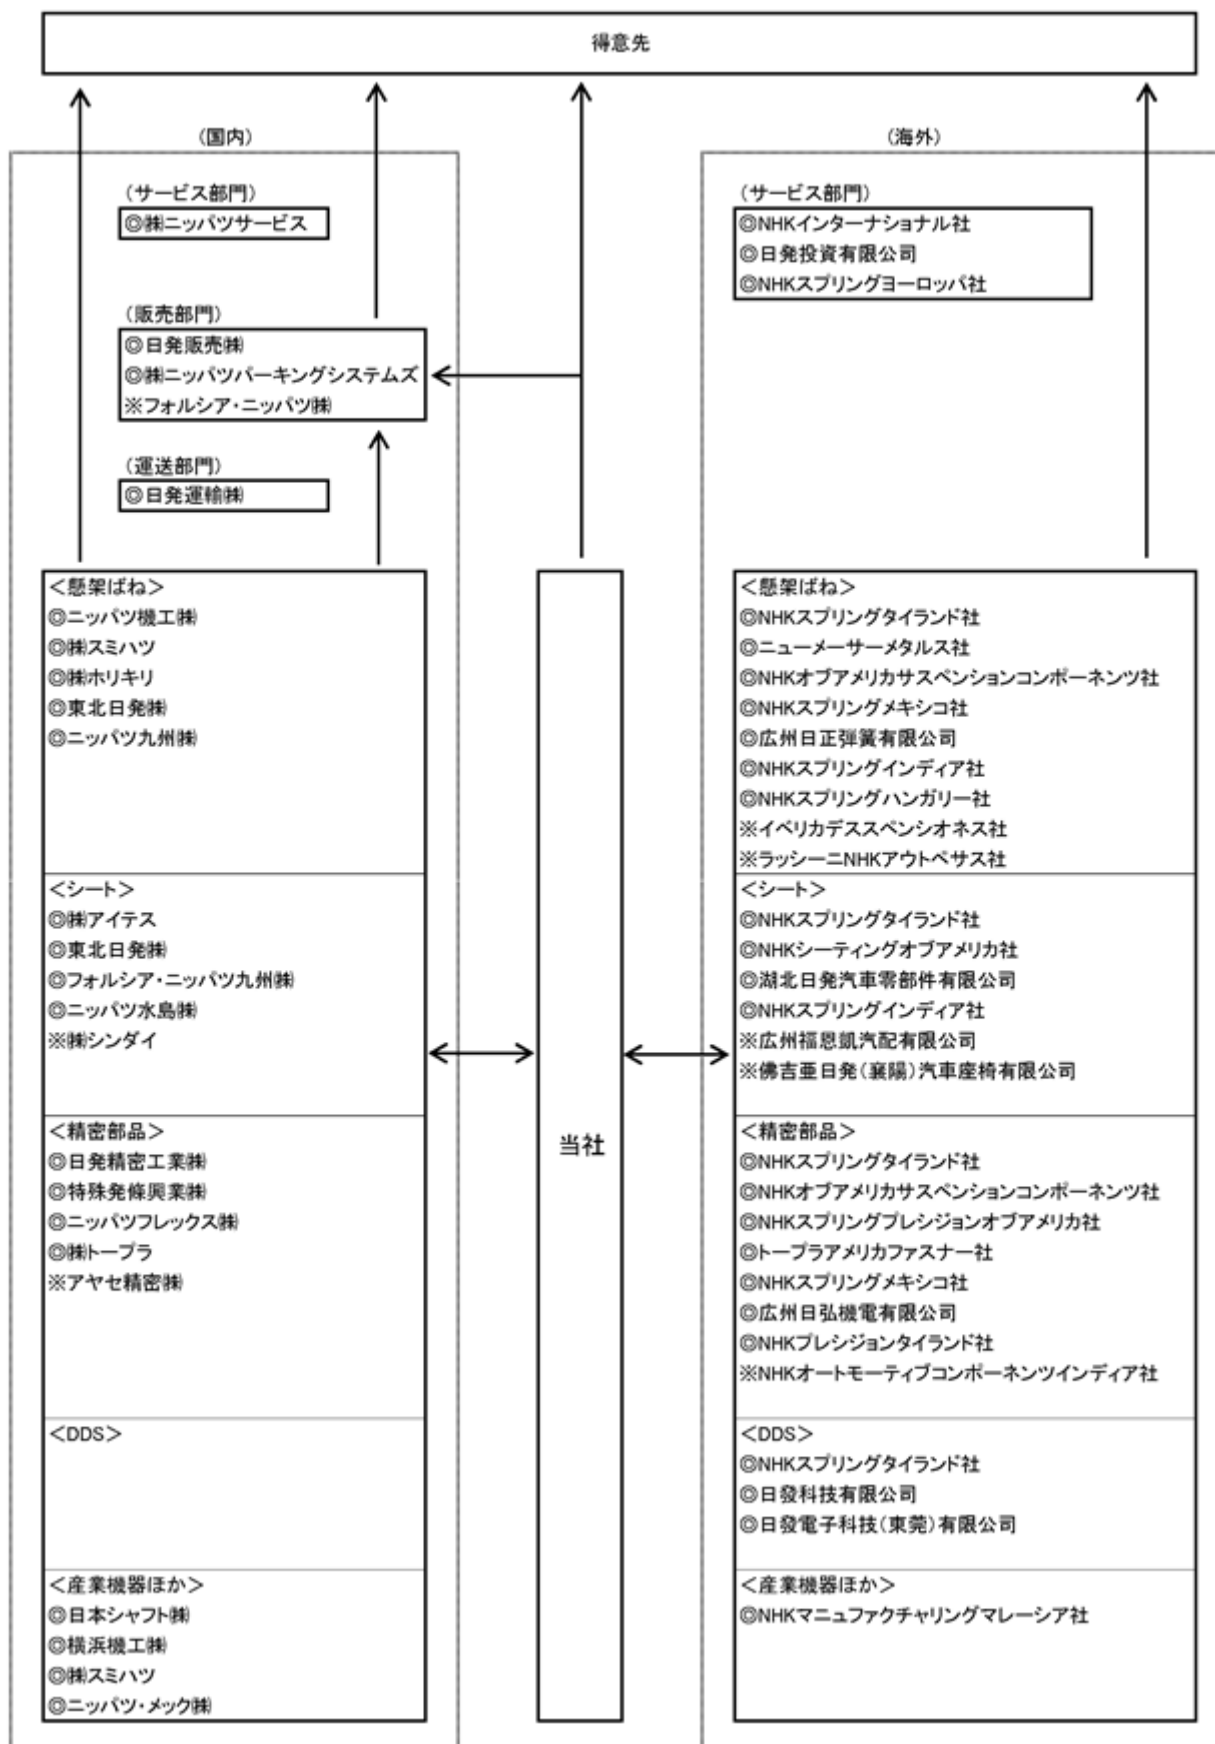 得意先
(国内)
(サービス部門)
◎㈱ニッパツサービス
(販売部門)
◎日発販売㈱
◎㈱ニッパツパーキングシステムズ
※フォルシア・ニッパツ㈱
(運送部門)
◎日発運輸㈱
＜懸架ばね＞
◎ニッパツ機工㈱
◎㈱スミハツ
◎㈱ホリキリ
◎東北日発㈱
◎ニッパツ九州㈱
＜シート＞
◎㈱アイテス
◎東北日発㈱
◎フォルシア・ニッパツ九州㈱
◎ニッパツ水島㈱
※㈱シンダイ
＜精密部品＞
◎日発精密工業㈱
◎特殊発條興業㈱
◎ニッパツフレックス㈱
◎㈱トープラ
※アヤセ精密㈱
＜DDS＞
＜産業機器ほか＞
◎日本シャフト㈱
◎横浜機工㈱
◎㈱スミハツ
◎ニッパツ・メック㈱
当社
(海外)
(サービス部門)
◎NHKインターナショナル社
◎日発投資有限公司
◎NHKスプリングヨーロッパ社
＜懸架ばね＞
◎NHKスプリングタイランド社
◎ニューメーサーメタルス社
◎NHKオブアメリカサスペンションコンポーネンツ社
◎NHKスプリングメキシコ社
◎広州日正弾簧有限公司
◎NHKスプリングインディア社
◎NHKスプリングハンガリー社
※イベリカデススペンシオネス社
※ラッシーニNHKアウトペサス社
＜シート＞
◎NHKスプリングタイランド社
◎NHKシーティングオブアメリカ社
◎湖北日発汽車零部件有限公司
◎NHKスプリングインディア社
※広州福恩凱汽配有限公司
※佛吉亜日発(襄陽)汽車座椅有限公司
＜精密部品＞
◎NHKスプリングタイランド社
◎NHKオブアメリカサスペンションコンポーネンツ社
◎NHKスプリングプレシジョンオブアメリカ社
◎トープラアメリカファスナー社
◎NHKスプリングメキシコ社
◎広州日弘機電有限公司
◎NHKプレシジョンタイランド社
※NHKオートモーティブコンポーネンツインディア社
＜DDS＞
◎NHKスプリングタイランド社
◎日發科技有限公司
◎日發電子科技(東莞)有限公司
＜産業機器ほか＞
◎NHKマニュファクチャリングマレーシア社